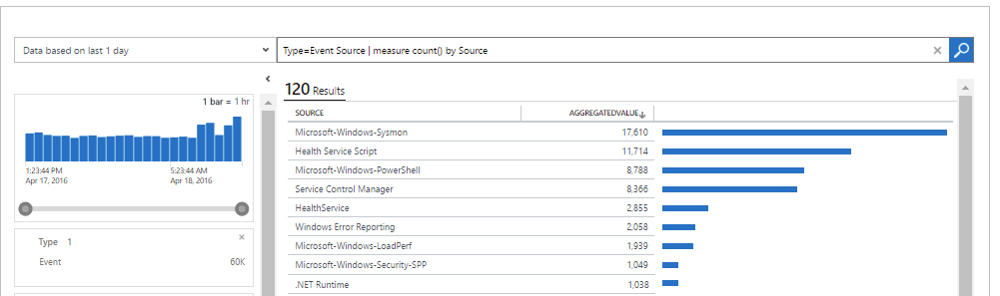 Data based on last 1 day
Type=Event Source | measure count() by Source
1 bar = 1 hr
1:23:44 PM
Apr 17, 2016
5:23:44 AM
Apr 18, 2016
Type 1
Event 60K
120 Results
SOURCE AGGREGATEDVALUE
Microsoft-Windows-Sysmon 17,610
Health Service Script 11,714
Microsoft-Windows-PowerShell 8,788
Service Control Manager 8,366
HealthService 2,855
Windows Error Reporting 2,058
Microsoft-Windows-LoadPerf 1,939
Microsoft-Windows-Security-SPP 1,049
.NET Runtime 1,038